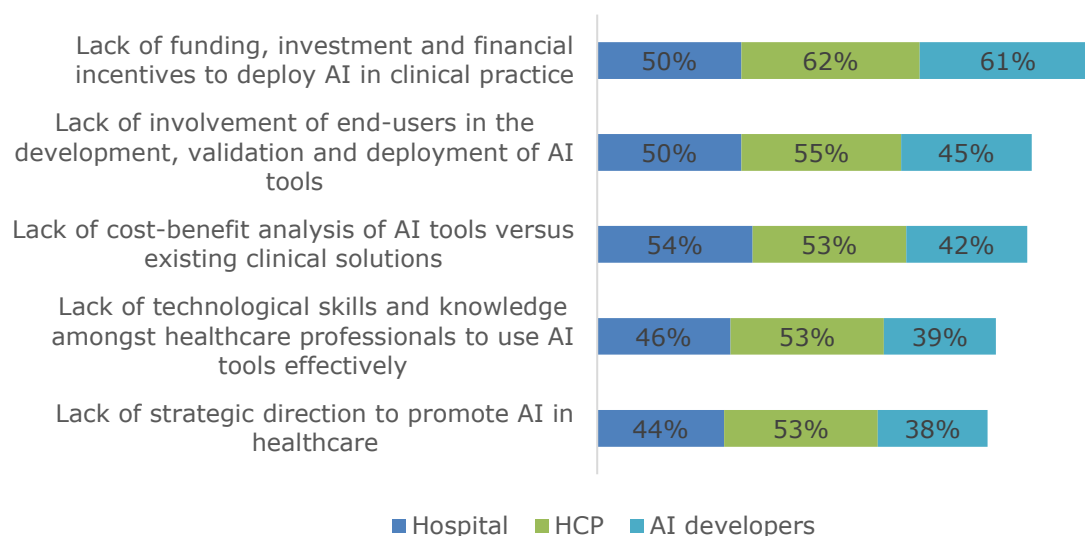 Lack of funding, investment and financial
incentives to deploy AI in clinical practice
50% 62% 61%
Lack of involvement of end-users in the
development, validation and deployment of AI
tools
50% 55% 45%
Lack of cost-benefit analysis of AI tools versus
existing clinical solutions
54% 53% 42%
Lack of technological skills and knowledge
amongst healthcare professionals to use AI
tools effectively
46% 53% 39%
Lack of strategic direction to promote AI in
healthcare
44% 53% 38%
Hospital HCP AI developers